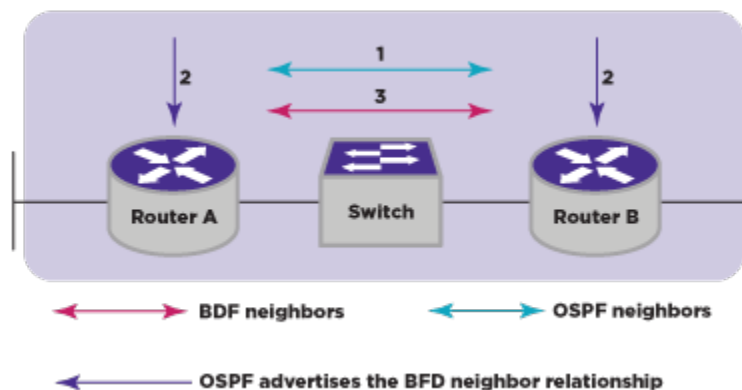 1
2
2
3
Router A
Switch
Router B
BDF neighbors
OSPF neighbors
OSPF advertises the BFD neighbor relationship